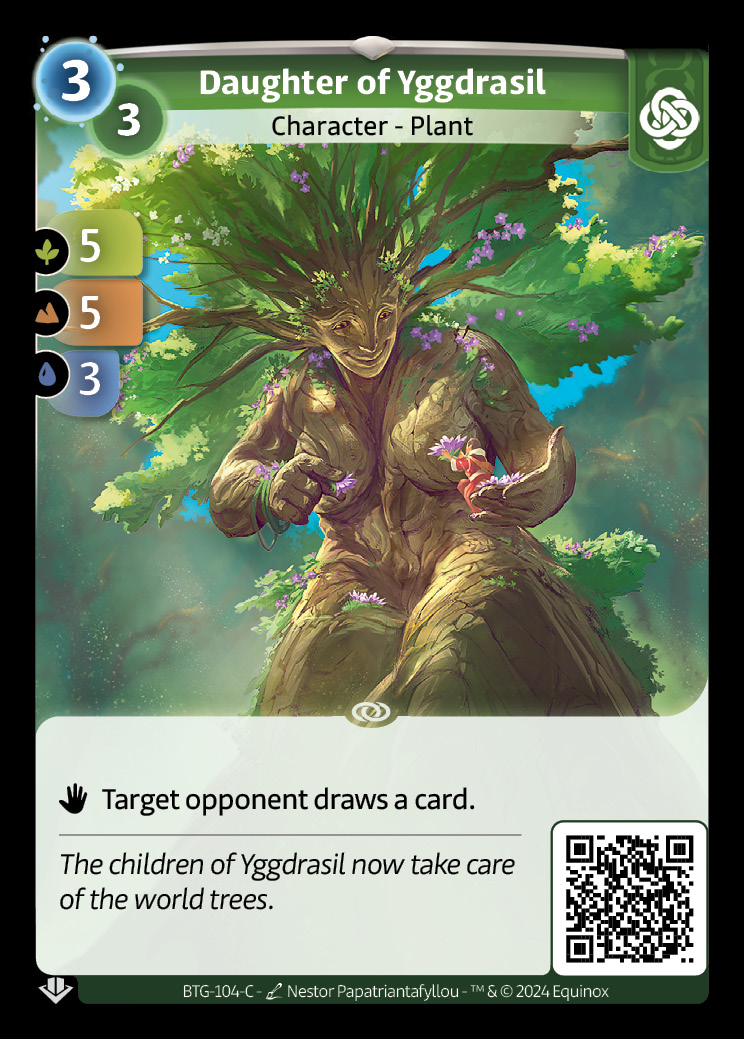 3
Daughter of Yggdrasil
3
Character - Plant
5
5
3
Target opponent draws a card.
The children of Yggdrasil now take care
of the world trees.
BTG-104-C - Nestor Papatriantafyllou - ™ & © 2024 Equinox